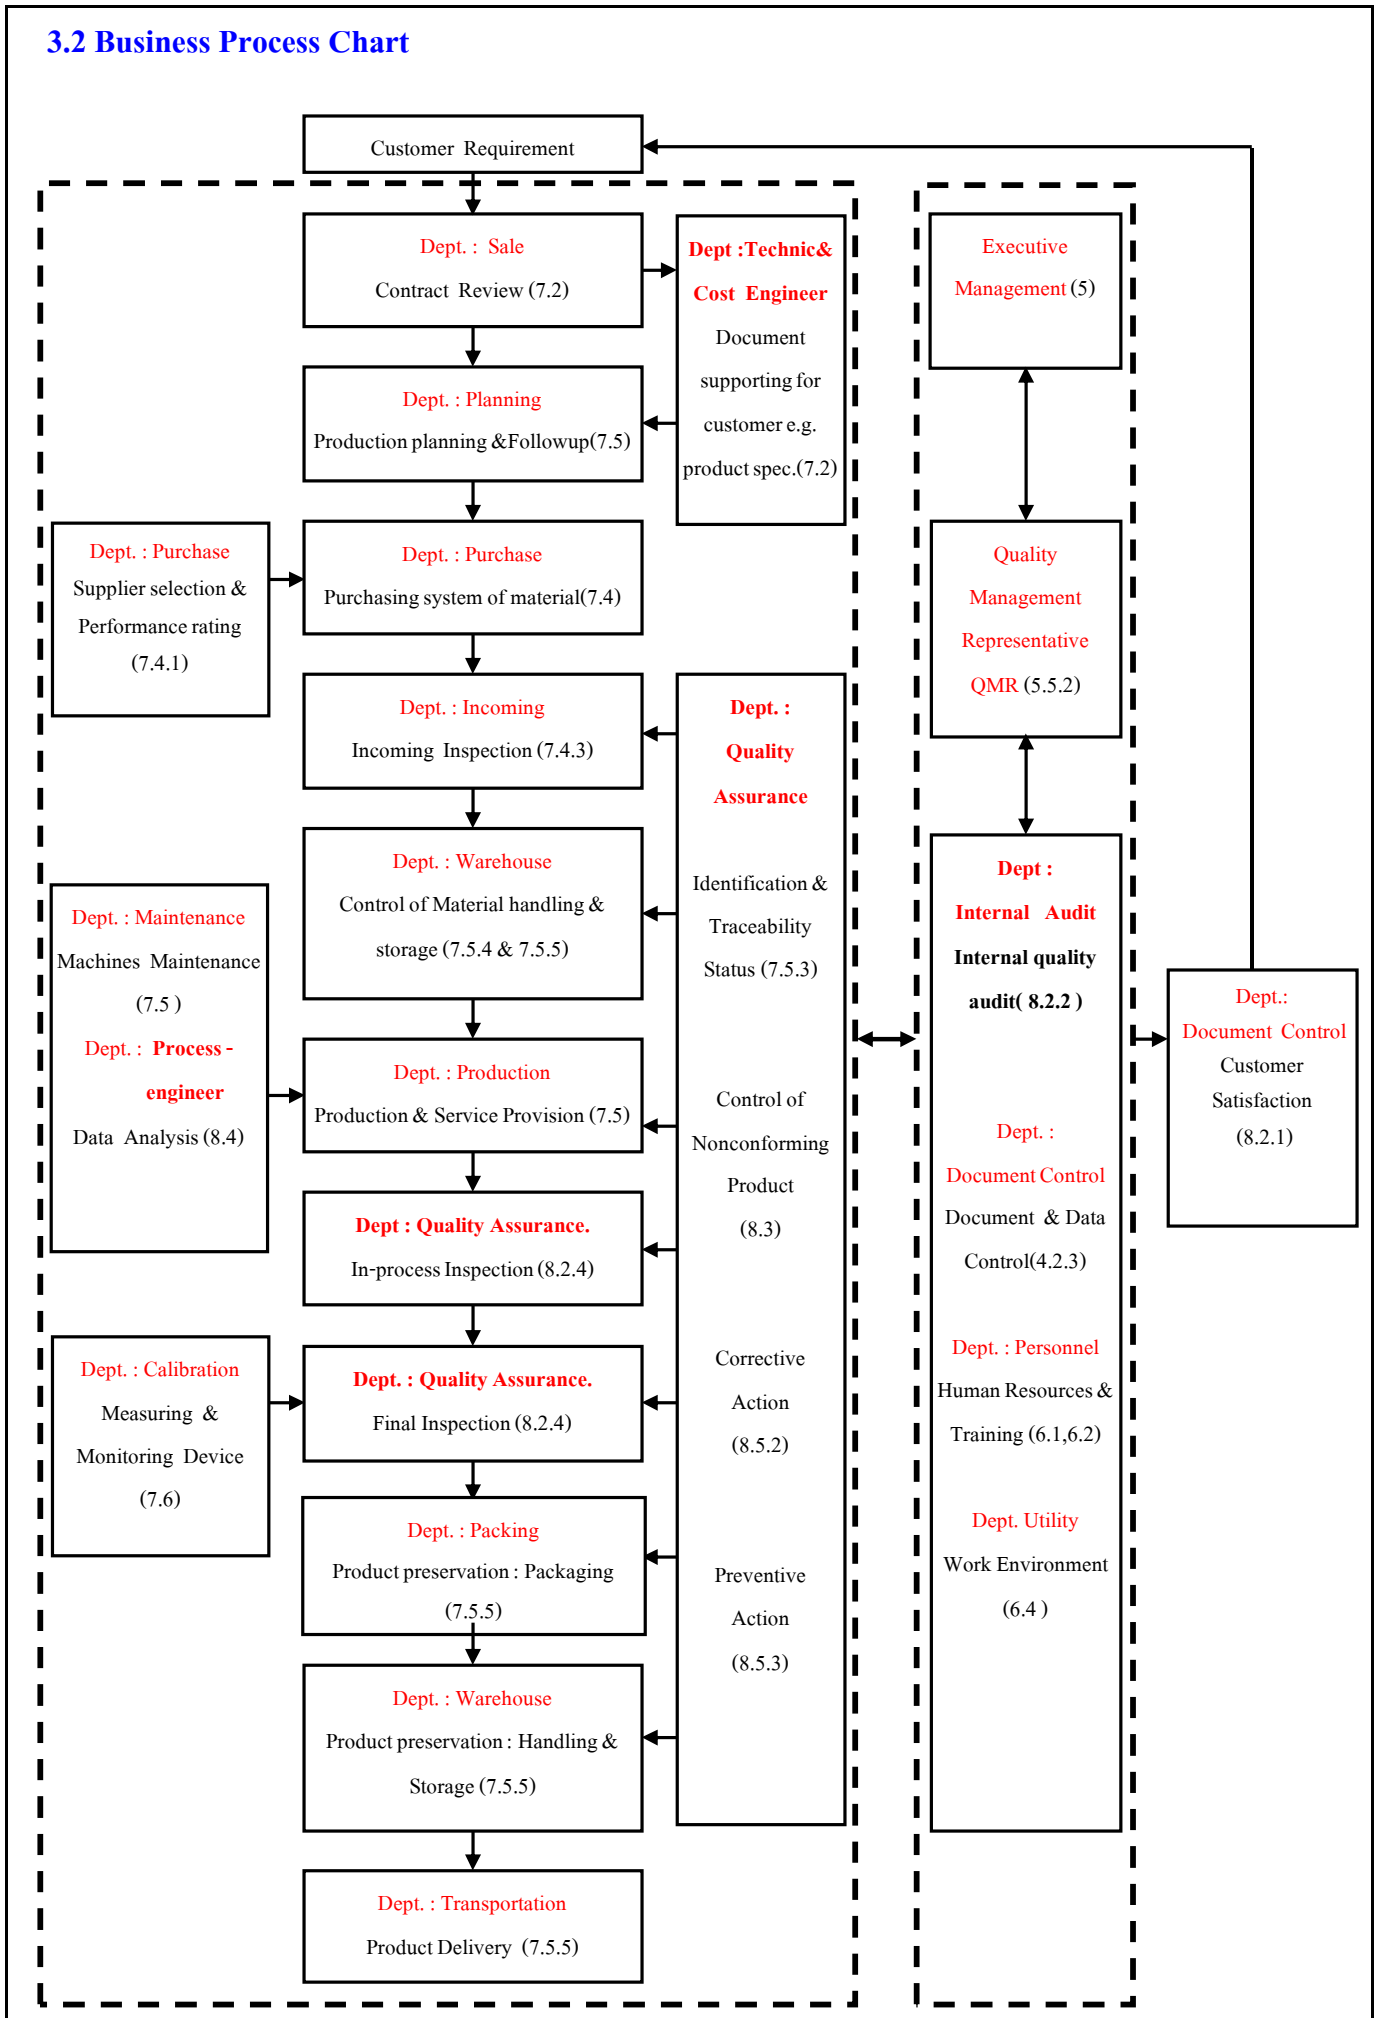 3.2 Business Process Chart
Customer Requirement
Dept. : Sale
Contract Review (7.2)
Dept :Technic&
Cost Engineer
Document
supporting for
customer e.g.
product spec.(7.2)
Dept. : Planning
Production planning &Followup(7.5)
Dept. : Purchase
Supplier selection &
Performance rating
(7.4.1)
Dept. : Purchase
Purchasing system of material(7.4)
Dept. : Incoming
Incoming Inspection (7.4.3)
Dept. : Warehouse
Control of Material handling &
storage (7.5.4 & 7.5.5)
Dept. : Maintenance
Machines Maintenance
(7.5 )
Dept. : Process -
engineer
Data Analysis (8.4)
Dept. : Production
Production & Service Provision (7.5)
Dept : Quality Assurance.
In-process Inspection (8.2.4)
Dept. : Calibration
Measuring &
Monitoring Device
(7.6)
Dept. : Quality Assurance.
Final Inspection (8.2.4)
Dept. : Packing
Product preservation : Packaging
(7.5.5)
Dept. : Warehouse
Product preservation : Handling &
Storage (7.5.5)
Dept. : Transportation
Product Delivery (7.5.5)
Dept. :
Quality
Assurance
Identification &
Traceability
Status (7.5.3)
Control of
Nonconforming
Product
(8.3)
Corrective
Action
(8.5.2)
Preventive
Action
(8.5.3)
Executive
Management (5)
Quality
Management
Representative
QMR (5.5.2)
Dept :
Internal Audit
Internal quality
audit( 8.2.2 )
Dept. :
Document Control
Document & Data
Control(4.2.3)
Dept. : Personnel
Human Resources &
Training (6.1,6.2)
Dept. Utility
Work Environment
(6.4 )
Dept.:
Document Control
Customer
Satisfaction
(8.2.1)